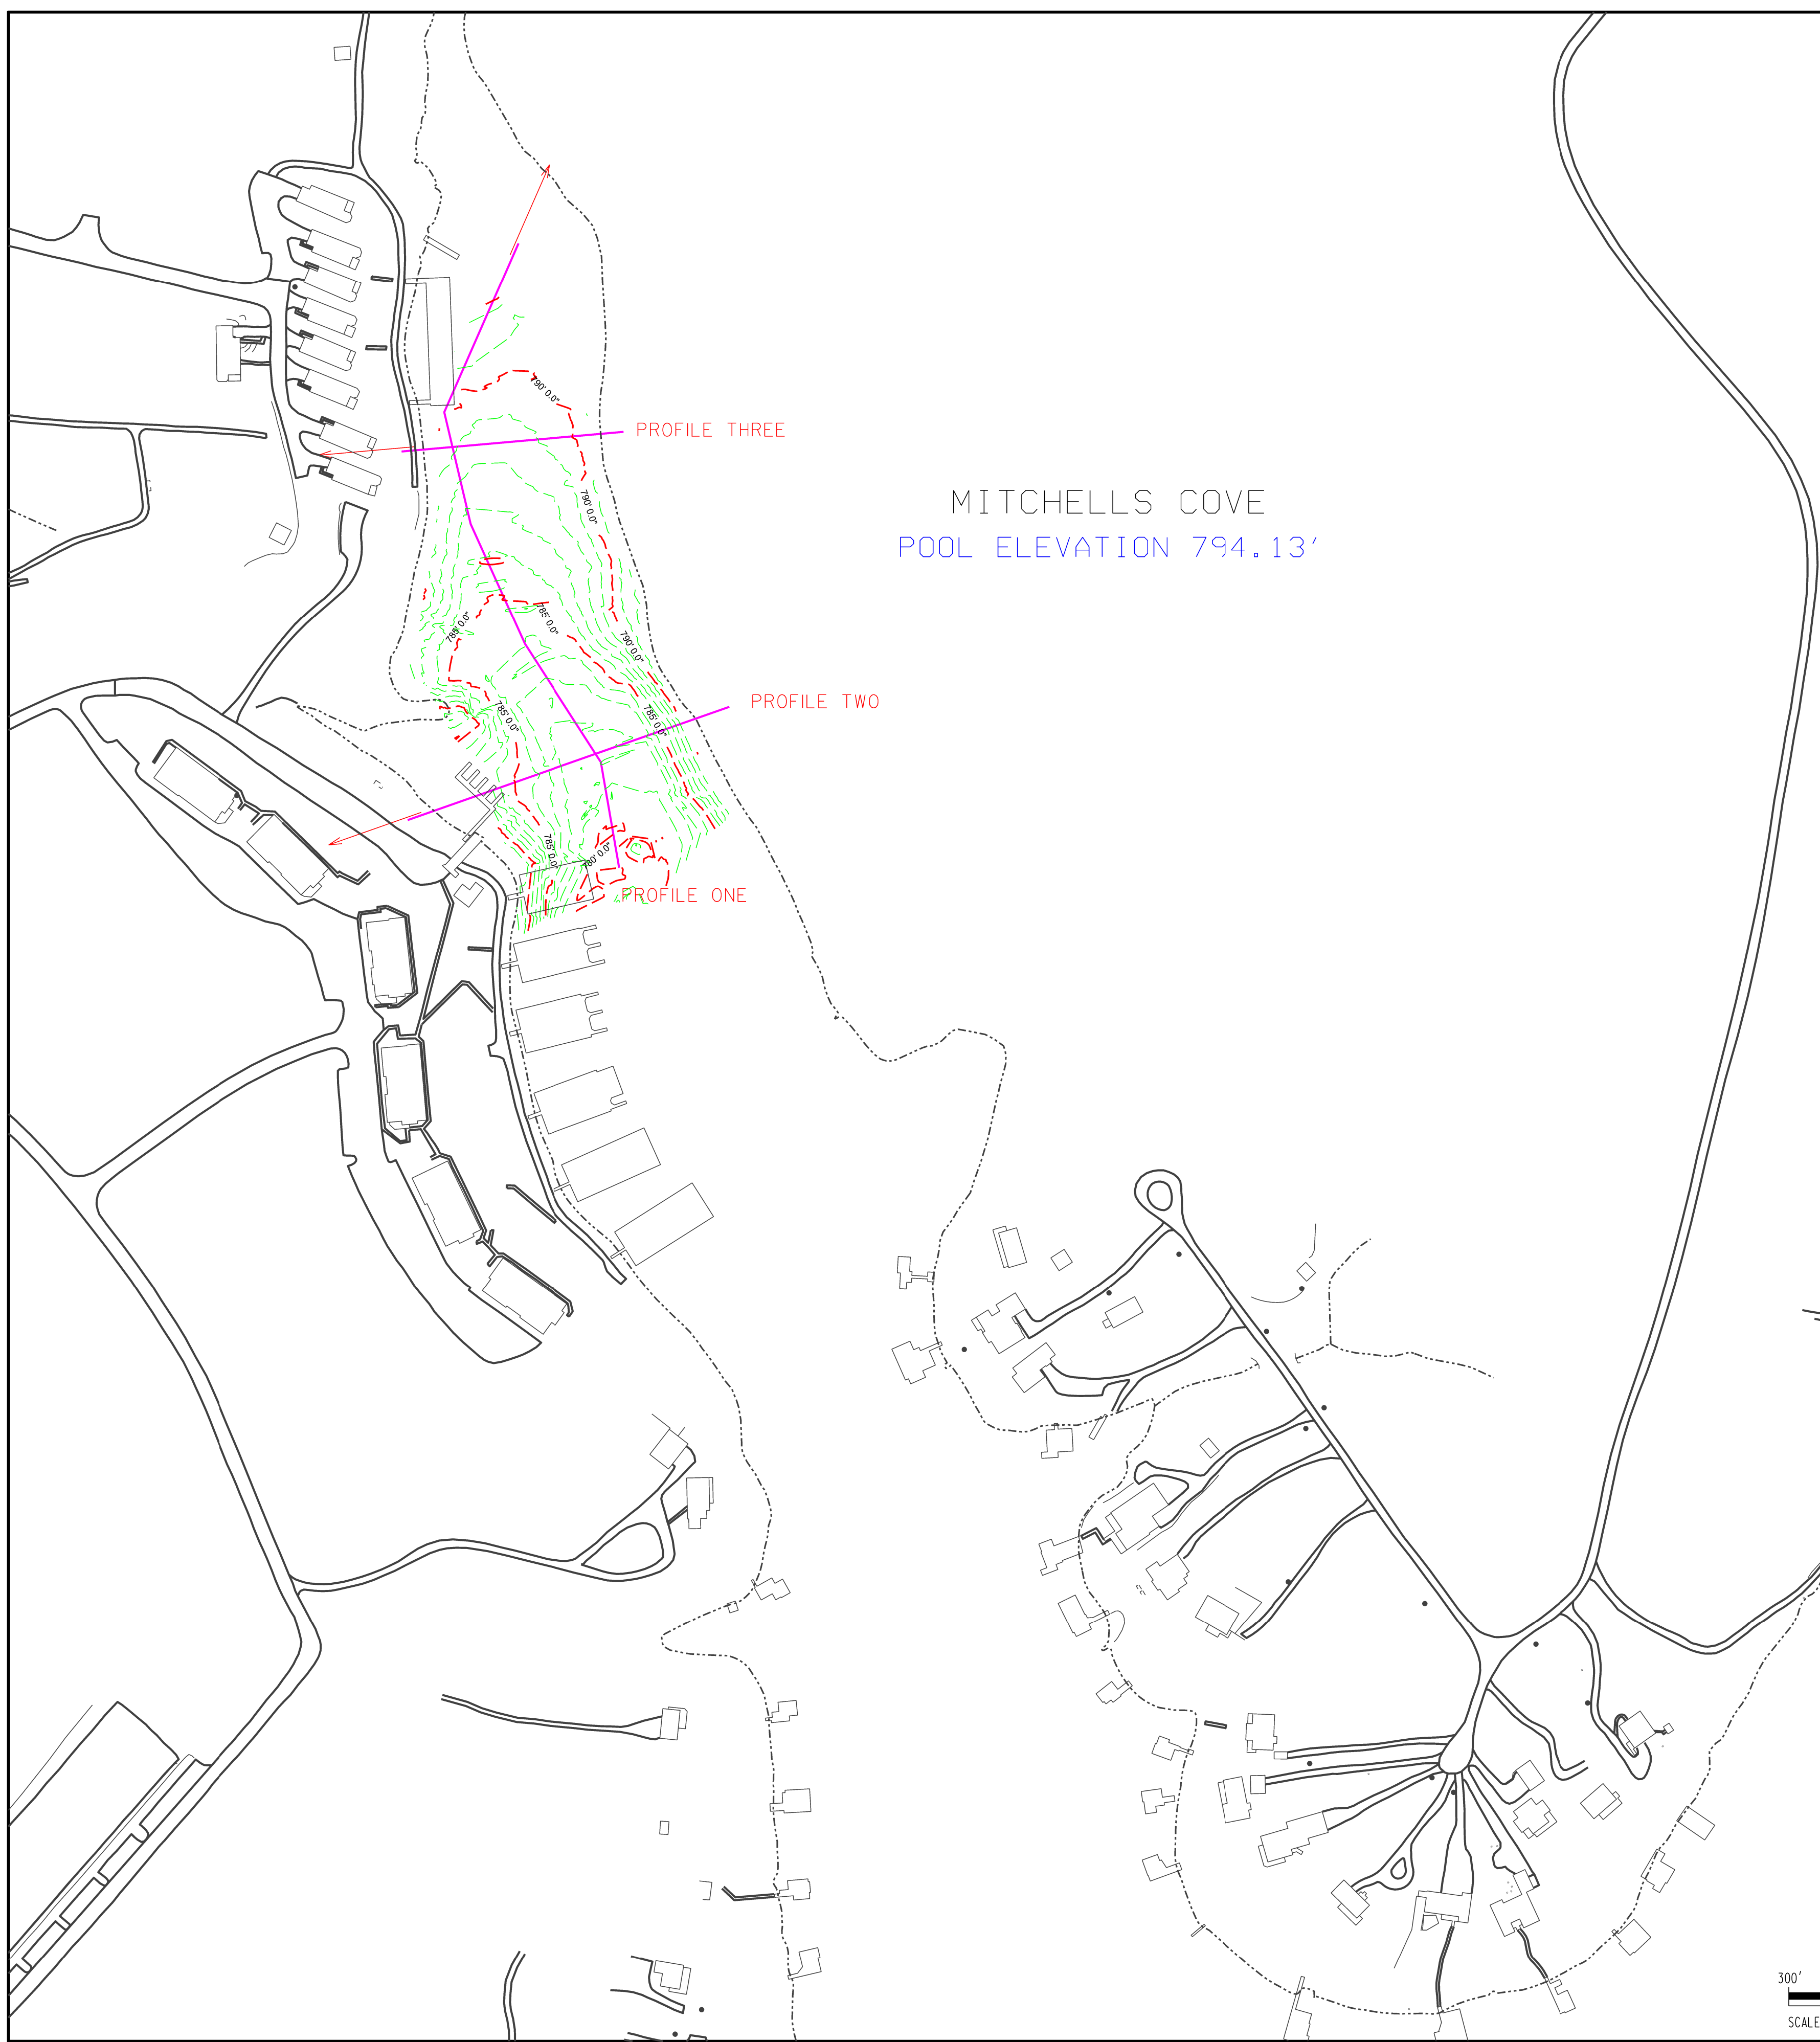 790' 0.0"
PROFILE THREE
MITCHELLS COVE
790' 0.0"
POOL ELEVATION 794.13'
785' 0.0"
785' 0.0"
790' 0.0"
PROFILE TWO
785' 0.0"
785' 0.0"
785' 0.0"
780' 0.0"
PROFILE ONE
300'
SCALE